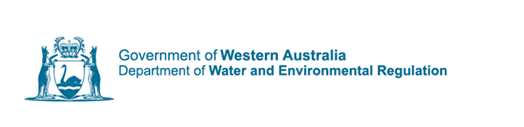 Government of Western Australia
Department of Water and Environmental Regulation